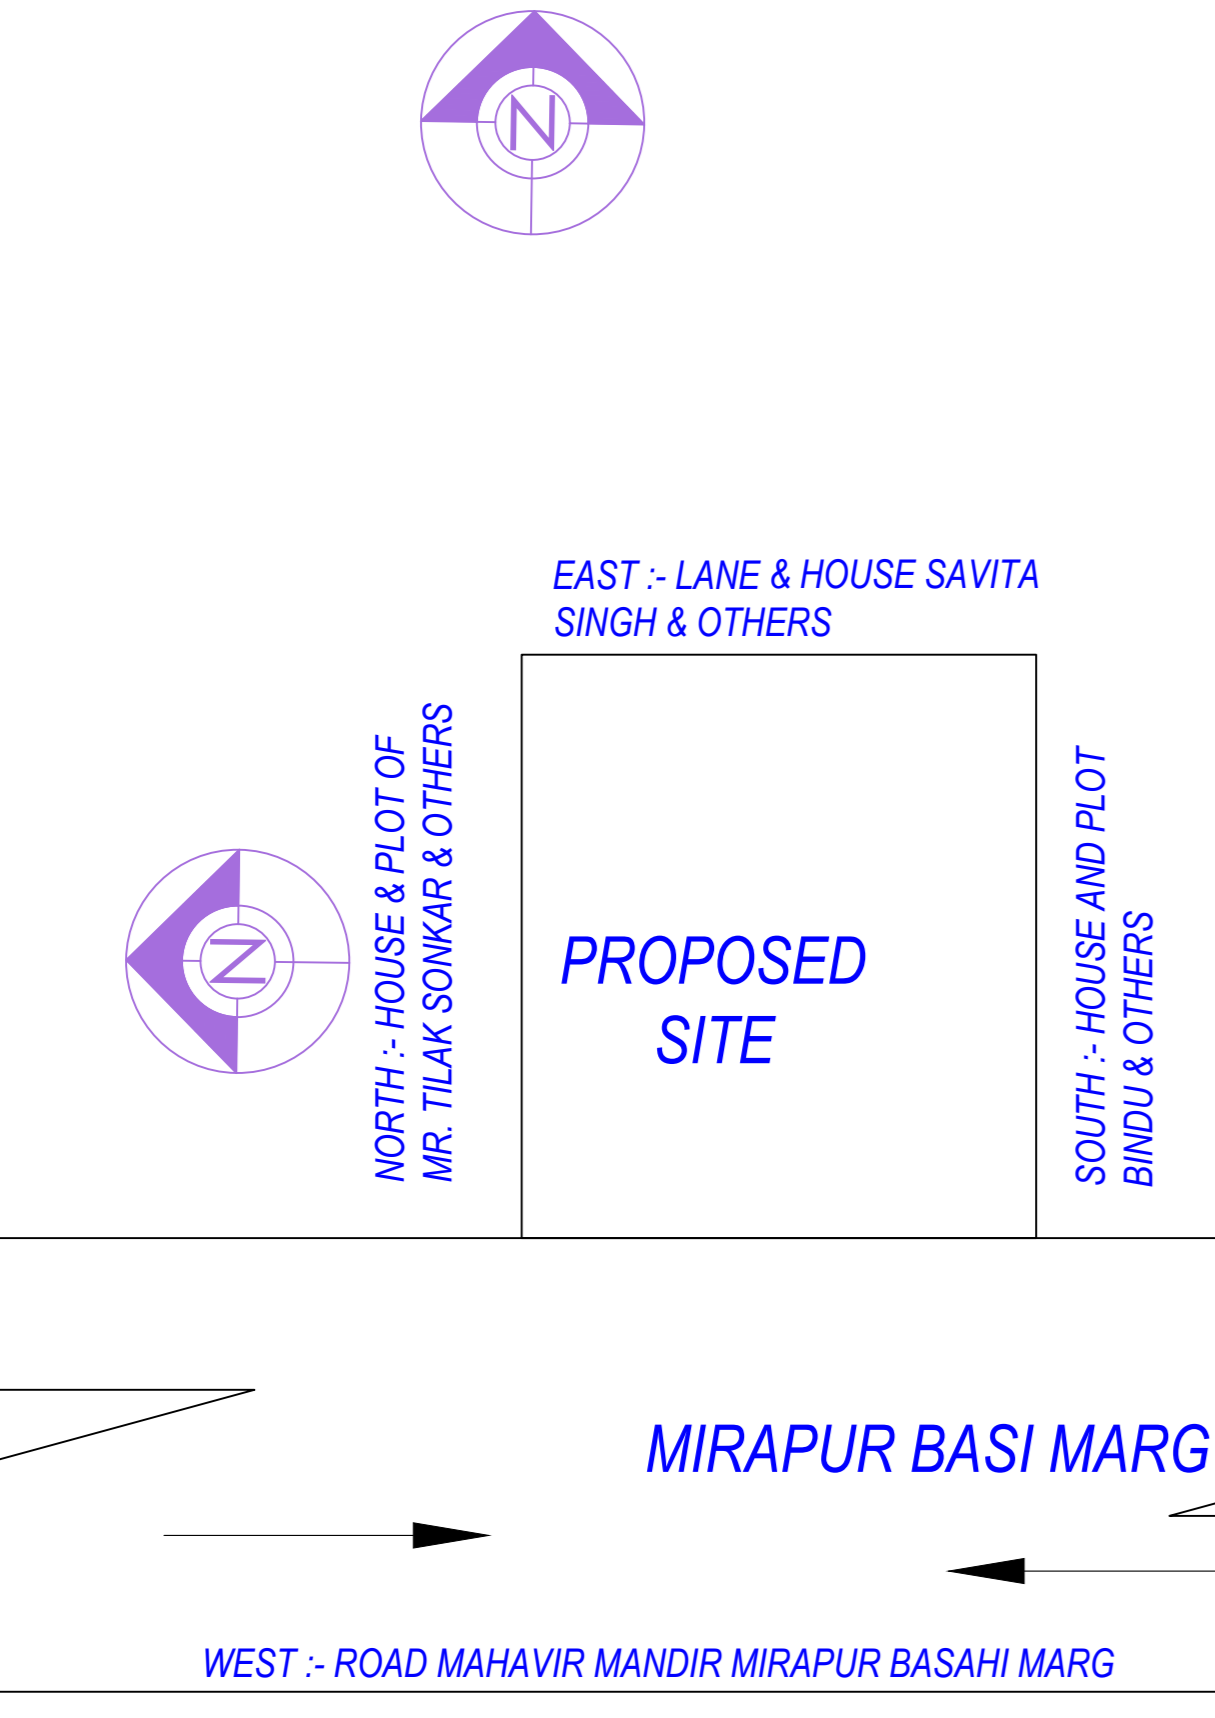 N
EAST :- LANE & HOUSE SAVITA
SINGH & OTHERS
N
NORTH :- HOUSE & PLOT OF
MR. TILAK SONKAR & OTHERS
PROPOSED
SITE
SOUTH :- HOUSE AND PLOT
BINDU & OTHERS
MIRAPUR BASI MARG
WEST :- ROAD MAHAVIR MANDIR MIRAPUR BASAHI MARG